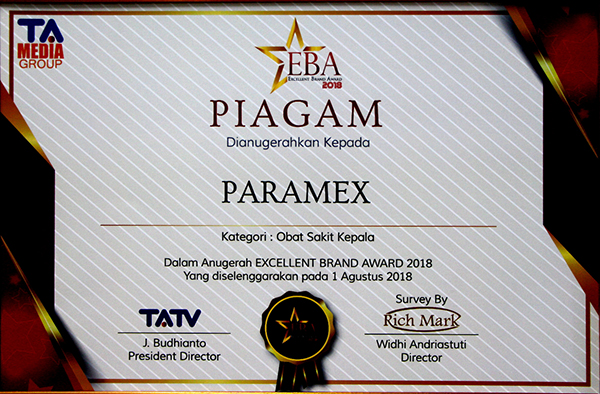 TA
MEDIA
GROUP
EBA
EXCELLENT BRAND AWARD
2018
PIAGAM
Dianugerahkan Kepada
PARAMEX
Kategori : Obat Sakit Kepala
Dalam Anugerah EXCELLENT BRAND AWARD 2018
Yang diselenggarakan pada 1 Agustus 2018
TATV
J. Budhianto
President Director
Survey By
Rich Mark
Widhi Andriastuti
Director